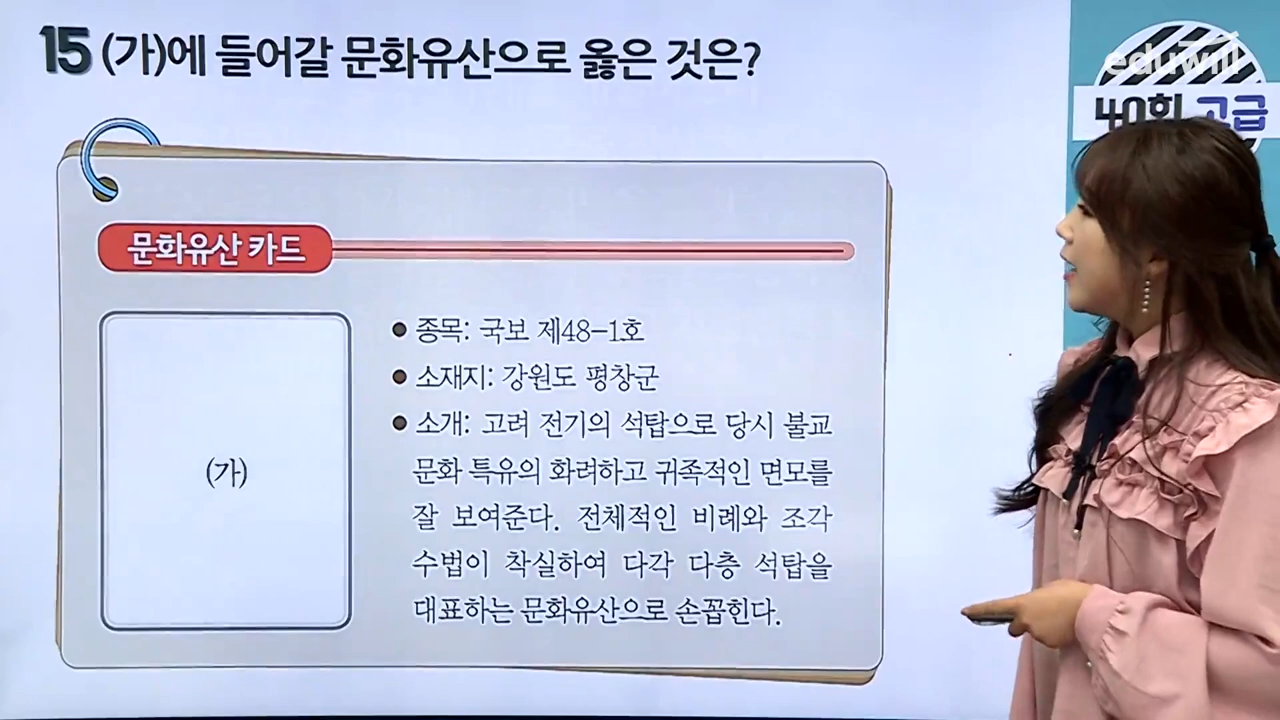 15 (가)에 들어갈 문화유산으로 옳은 것은?
eduwill
40회 고급
문화유산 카드
(가)
● 종목: 국보 제48-1호
● 소재지: 강원도 평창군
● 소개: 고려 전기의 석탑으로 당시 불교
문화 특유의 화려하고 귀족적인 면모를
잘 보여준다. 전체적인 비례와 조각
수법이 착실하여 다각 다층 석탑을
대표하는 문화유산으로 손꼽힌다.